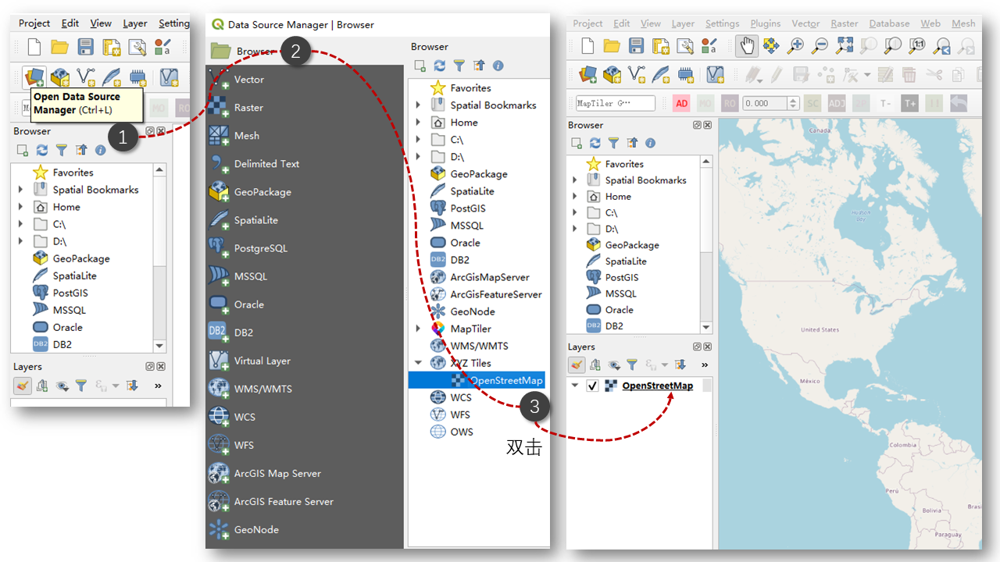 Project Edit View Layer Setting
Open Data Source
Manager (Ctrl+L)
1
Browser
Favorites
Spatial Bookmarks
Home
C:\
D:\
GeoPackage
SpatiaLite
PostGIS
MSSQL
Oracle
DB2
Layers
»
Data Source Manager | Browser
Browser
2
Vector
Raster
Mesh
Delimited Text
GeoPackage
SpatiaLite
PostgreSQL
MSSQL
Oracle
DB2
Virtual Layer
WMS/WMTS
WCS
WFS
ArcGIS Map Server
ArcGIS Feature Server
GeoNode
Browser
Favorites
Spatial Bookmarks
Home
C:\
D:\
GeoPackage
SpatiaLite
PostGIS
MSSQL
Oracle
DB2
ArcGisMapServer
ArcGisFeatureServer
GeoNode
MapTiler
WMS/WMTS
XYZ Tiles
OpenStreetMap
WCS
WFS
OWS
3
双击
Project Edit View Layer Settings Plugins Vector Raster Database Web Mesh
MapTiler G… AD MO RO 0.000 SC ADJ T- T+
Browser
Favorites
Spatial Bookmarks
Home
C:\
D:\
GeoPackage
SpatiaLite
PostGIS
MSSQL
Oracle
DB2
Layers
»
OpenStreetMap
Canada
Hudson
Bay
United States
México
Colombia
Perú
Bolivia
Brasi
Paraguay